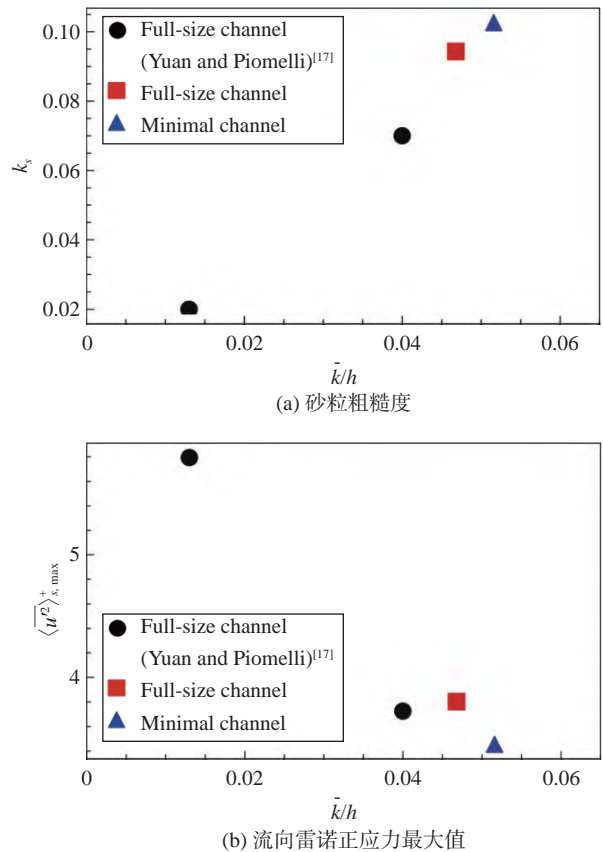 0.10
0.08
0.06
0.04
0.02
k_s
Full-size channel
(Yuan and Piomelli)[17]
Full-size channel
Minimal channel
0 0.02 0.04 0.06
k̄/h
(a) 砂粒粗糙度
5
4
⟨u′²⟩⁺s, max
Full-size channel
(Yuan and Piomelli)[17]
Full-size channel
Minimal channel
0 0.02 0.04 0.06
k̄/h
(b) 流向雷诺正应力最大值